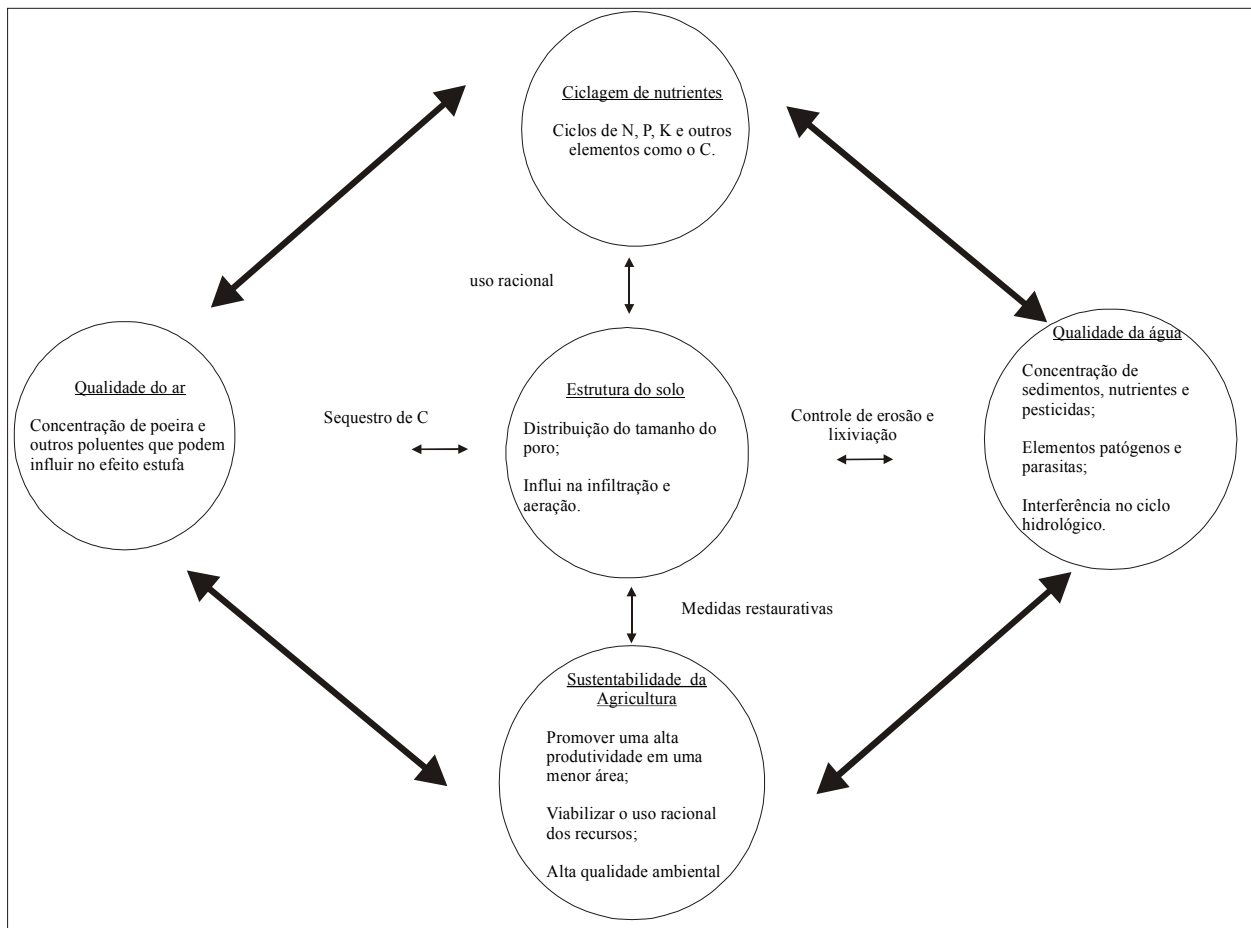 Ciclagem de nutrientes
Ciclos de N, P, K e outros
elementos como o C.
uso racional
Qualidade do ar
Concentração de poeira e
outros poluentes que podem
influir no efeito estufa
Sequestro de C
Estrutura do solo
Distribuição do tamanho do
poro;
Influi na infiltração e
aeração.
Controle de erosão e
lixiviação
Qualidade da água
Concentração de
sedimentos, nutrientes e
pesticidas;
Elementos patógenos e
parasitas;
Interferência no ciclo
hidrológico.
Medidas restaurativas
Sustentabilidade da
Agricultura
Promover uma alta
produtividade em uma
menor área;
Viabilizar o uso racional
dos recursos;
Alta qualidade ambiental